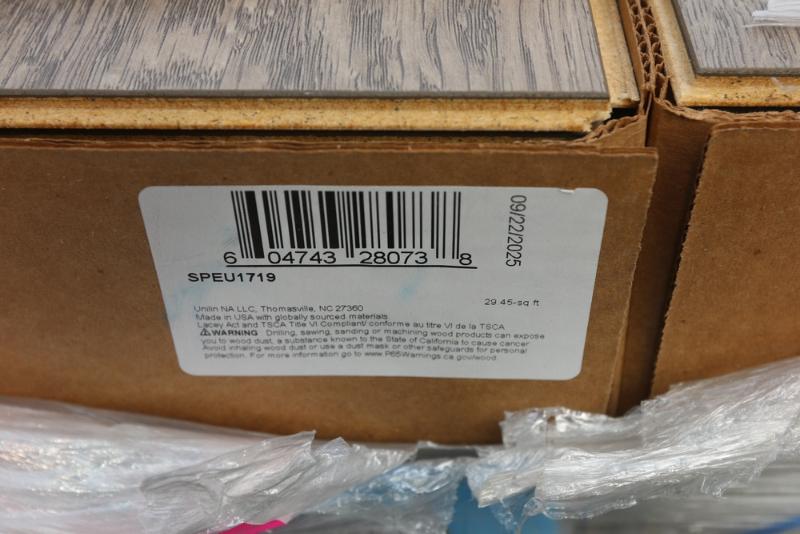 09/22/2025
6 04743 28073 8
SPEU1719
29.45-sq ft
Unilin NA LLC, Thomasville, NC 27360
Made in USA with globally sourced materials
Lacey Act and TSCA Title VI Compliant/ conforme au titre VI de la TSCA
⚠WARNING Drilling, sawing, sanding or machining wood products can expose
you to wood dust, a substance known to the State of California to cause cancer
Avoid inhaling wood dust or use a dust mask or other safeguards for personal
protection. For more information go to www.P65Warnings.ca.gov/wood